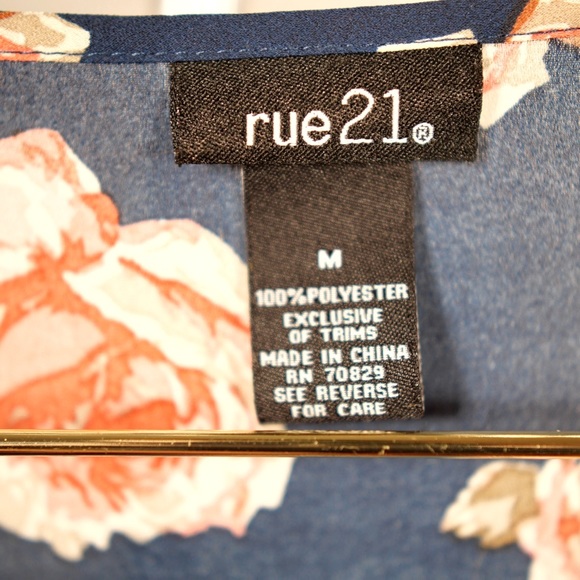 rue21®
M
100%POLYESTER
EXCLUSIVE
OF TRIMS
MADE IN CHINA
RN 70829
SEE REVERSE
FOR CARE